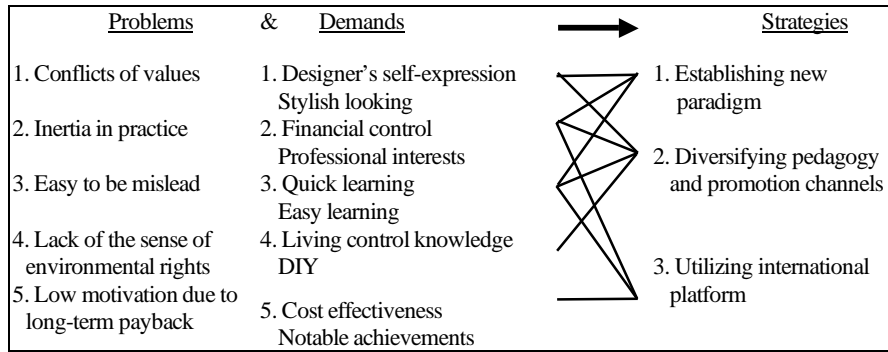 Problems & Demands Strategies
1. Conflicts of values
2. Inertia in practice
3. Easy to be mislead
4. Lack of the sense of
environmental rights
5. Low motivation due to
long-term payback
1. Designer's self-expression
Stylish looking
2. Financial control
Professional interests
3. Quick learning
Easy learning
4. Living control knowledge
DIY
5. Cost effectiveness
Notable achievements
1. Establishing new
paradigm
2. Diversifying pedagogy
and promotion channels
3. Utilizing international
platform